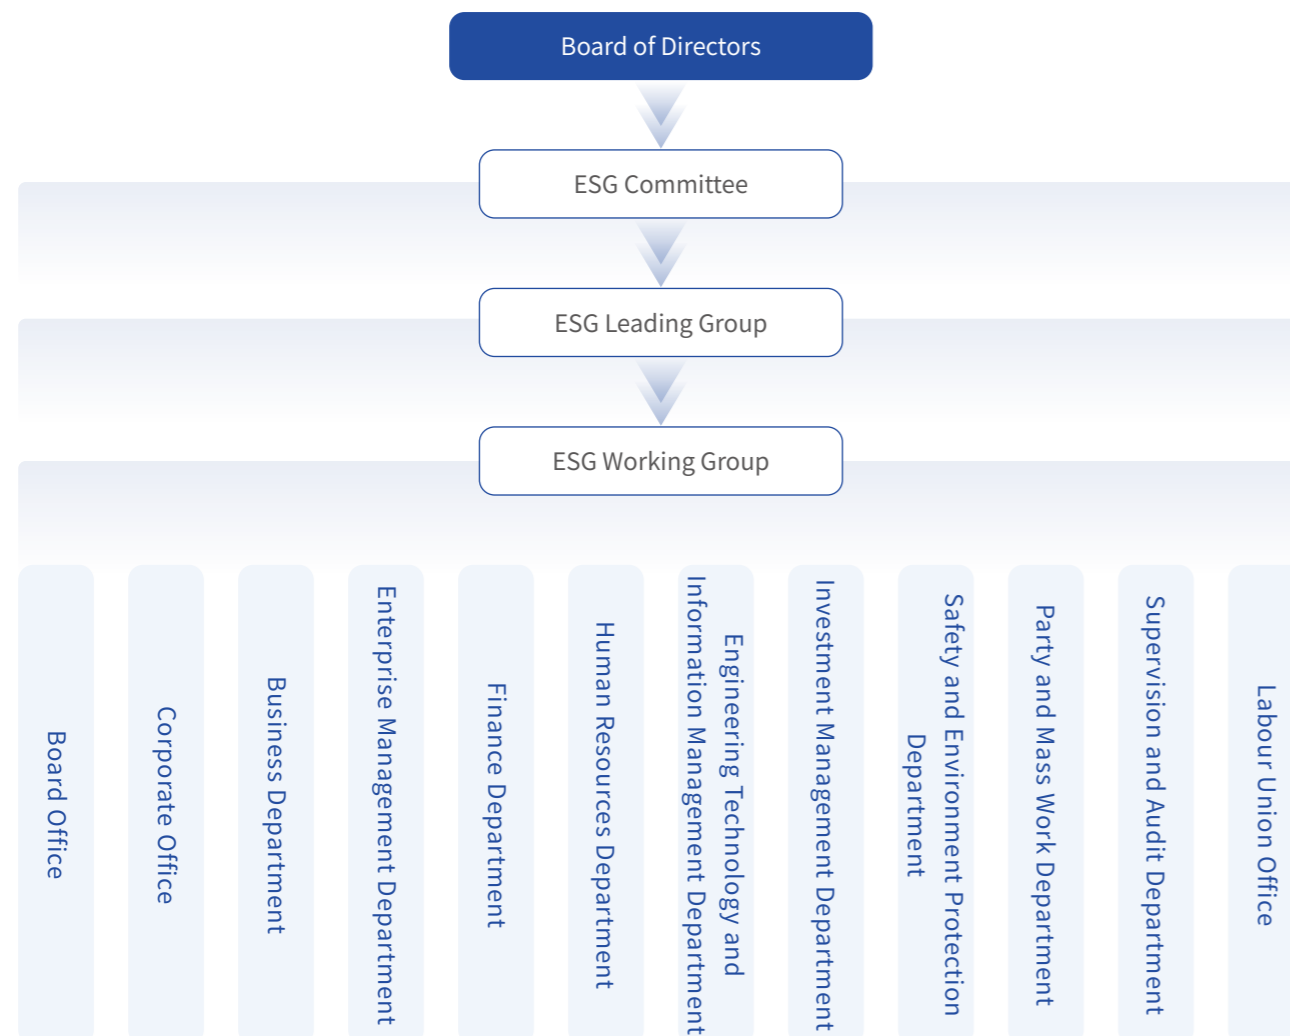 Board of Directors
ESG Committee
ESG Leading Group
ESG Working Group
Board Office
Corporate Office
Business Department
Enterprise Management Department
Finance Department
Human Resources Department
Engineering Technology and
Information Management Department
Investment Management Department
Safety and Environment Protection
Department
Party and Mass Work Department
Supervision and Audit Department
Labour Union Office